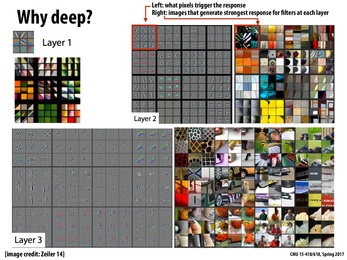 Why deep?
Left: what pixels trigger the response
Right: images that generate strongest response for filters at each layer
Layer 1
Layer 2
Layer 3
[image credit: Zeiler 14]
CMU 15-418/618, Spring 2017